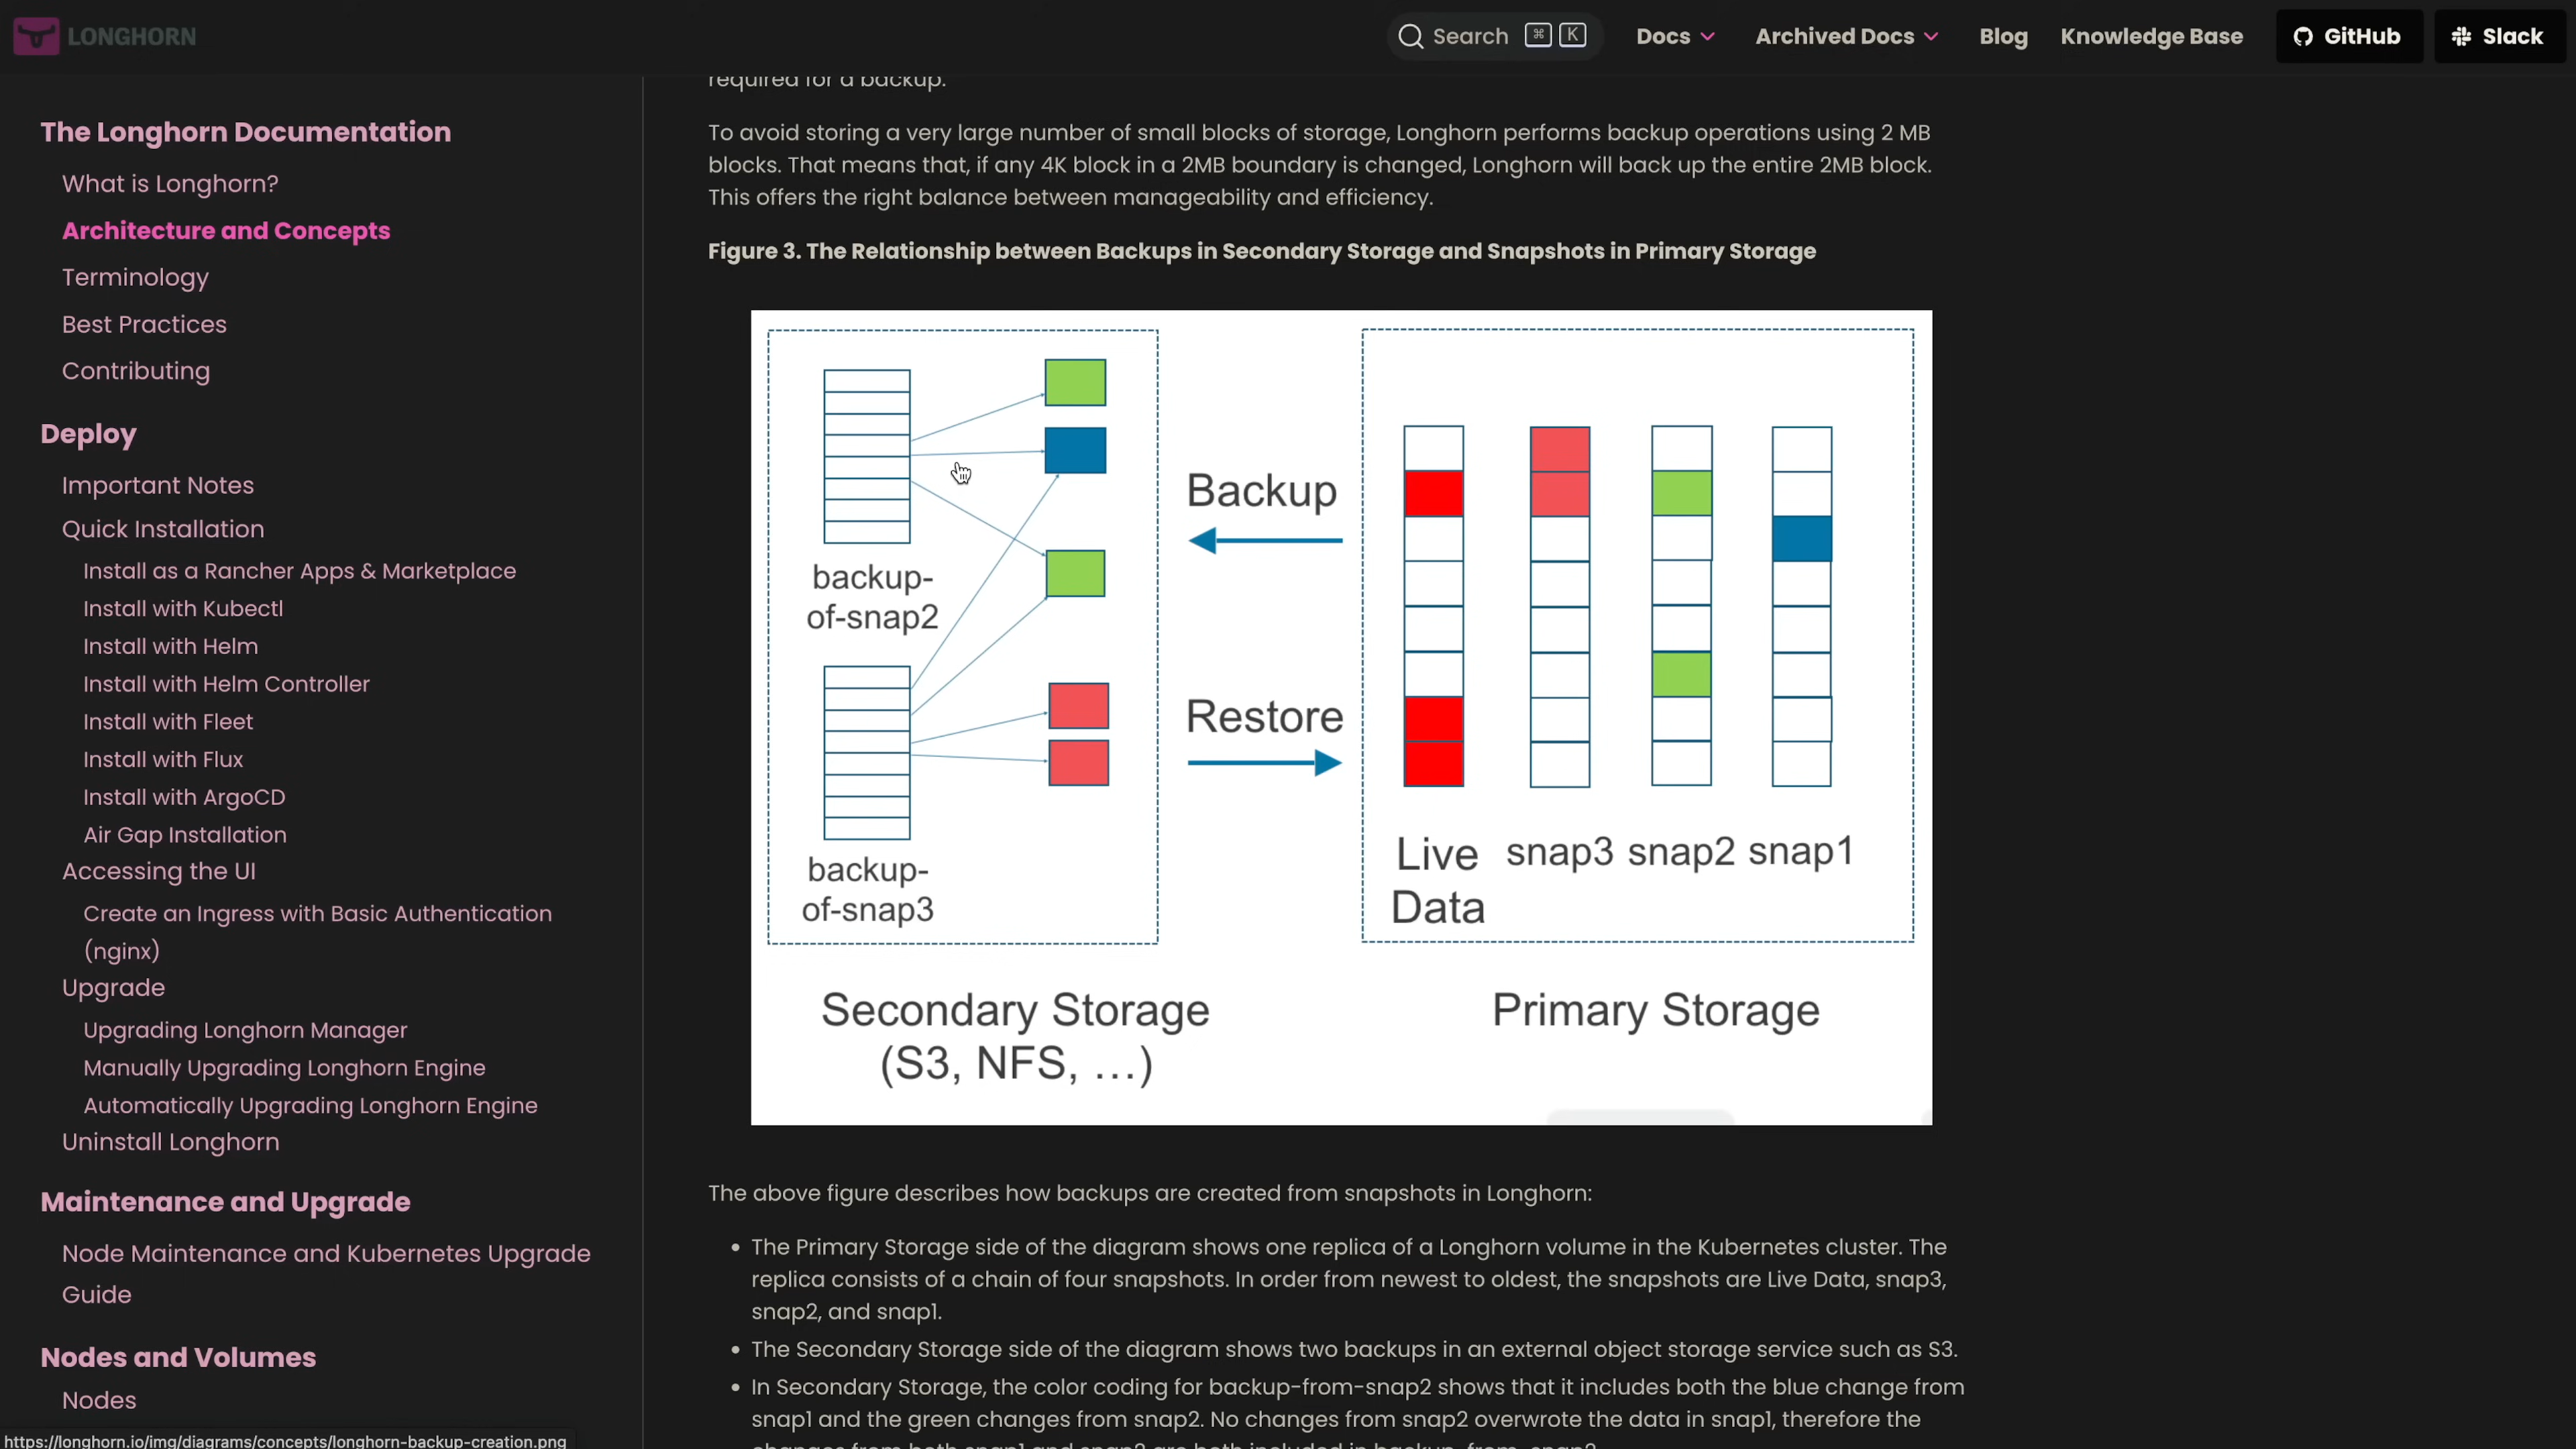 LONGHORN
Search ⌘ K
Docs
Archived Docs
Blog
Knowledge Base
GitHub
Slack
The Longhorn Documentation
What is Longhorn?
Architecture and Concepts
Terminology
Best Practices
Contributing
Deploy
Important Notes
Quick Installation
Install as a Rancher Apps & Marketplace
Install with Kubectl
Install with Helm
Install with Helm Controller
Install with Fleet
Install with Flux
Install with ArgoCD
Air Gap Installation
Accessing the UI
Create an Ingress with Basic Authentication
(nginx)
Upgrade
Upgrading Longhorn Manager
Manually Upgrading Longhorn Engine
Automatically Upgrading Longhorn Engine
Uninstall Longhorn
Maintenance and Upgrade
Node Maintenance and Kubernetes Upgrade
Guide
Nodes and Volumes
Nodes
https://longhorn.io/img/diagrams/concepts/longhorn-backup-creation.png
required for a backup.
To avoid storing a very large number of small blocks of storage, Longhorn performs backup operations using 2 MB
blocks. That means that, if any 4K block in a 2MB boundary is changed, Longhorn will back up the entire 2MB block.
This offers the right balance between manageability and efficiency.
Figure 3. The Relationship between Backups in Secondary Storage and Snapshots in Primary Storage
backup-
of-snap2
backup-
of-snap3
Backup
Restore
Live
Data
snap3 snap2 snap1
Secondary Storage
(S3, NFS, …)
Primary Storage
The above figure describes how backups are created from snapshots in Longhorn:
• The Primary Storage side of the diagram shows one replica of a Longhorn volume in the Kubernetes cluster. The
replica consists of a chain of four snapshots. In order from newest to oldest, the snapshots are Live Data, snap3,
snap2, and snap1.
• The Secondary Storage side of the diagram shows two backups in an external object storage service such as S3.
• In Secondary Storage, the color coding for backup-from-snap2 shows that it includes both the blue change from
snap1 and the green changes from snap2. No changes from snap2 overwrote the data in snap1, therefore the
changes from both snap1 and snap2 are both included in backup-from-snap2.